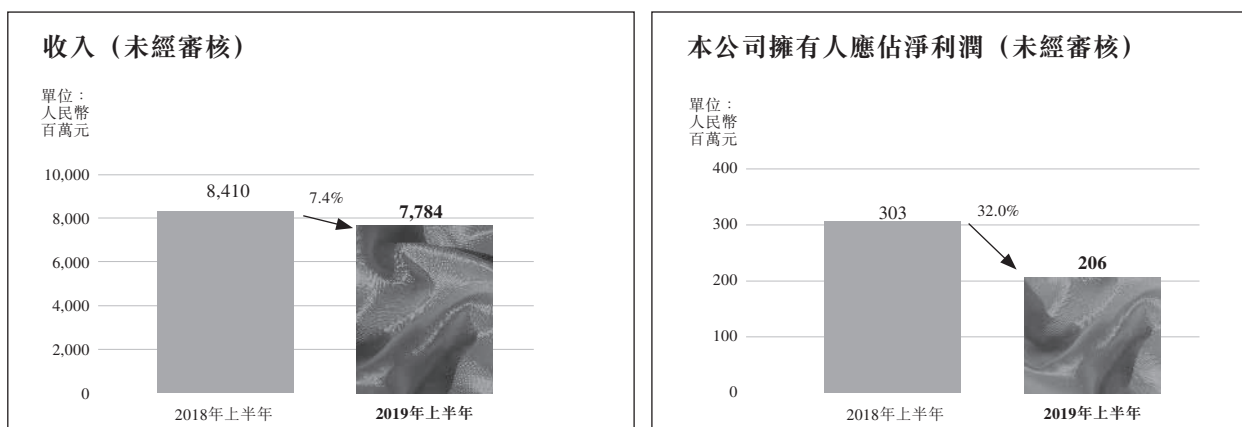 收入（未經審核）
單位：
人民幣
百萬元
10,000
8,000
6,000
4,000
2,000
0
8,410
7.4%
7,784
2018年上半年
2019年上半年
本公司擁有人應佔淨利潤（未經審核）
單位：
人民幣
百萬元
400
300
200
100
0
303
32.0%
206
2018年上半年
2019年上半年